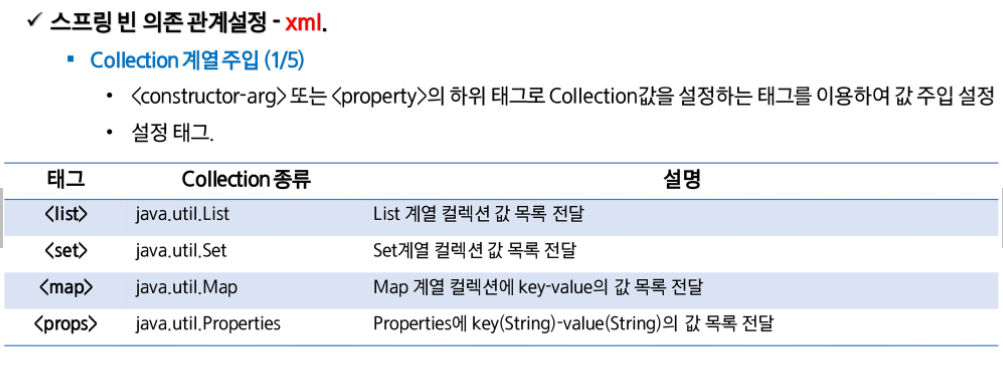 ✓ 스프링 빈 의존 관계설정 - xml.
▪ Collection 계열 주입 (1/5)
• <constructor-arg> 또는 <property>의 하위 태그로 Collection값을 설정하는 태그를 이용하여 값 주입 설정
• 설정 태그.
태그 Collection 종류 설명
<list> java.util.List List 계열 컬렉션 값 목록 전달
<set> java.util.Set Set계열 컬렉션 값 목록 전달
<map> java.util.Map Map 계열 컬렉션에 key-value의 값 목록 전달
<props> java.util.Properties Properties에 key(String)-value(String)의 값 목록 전달